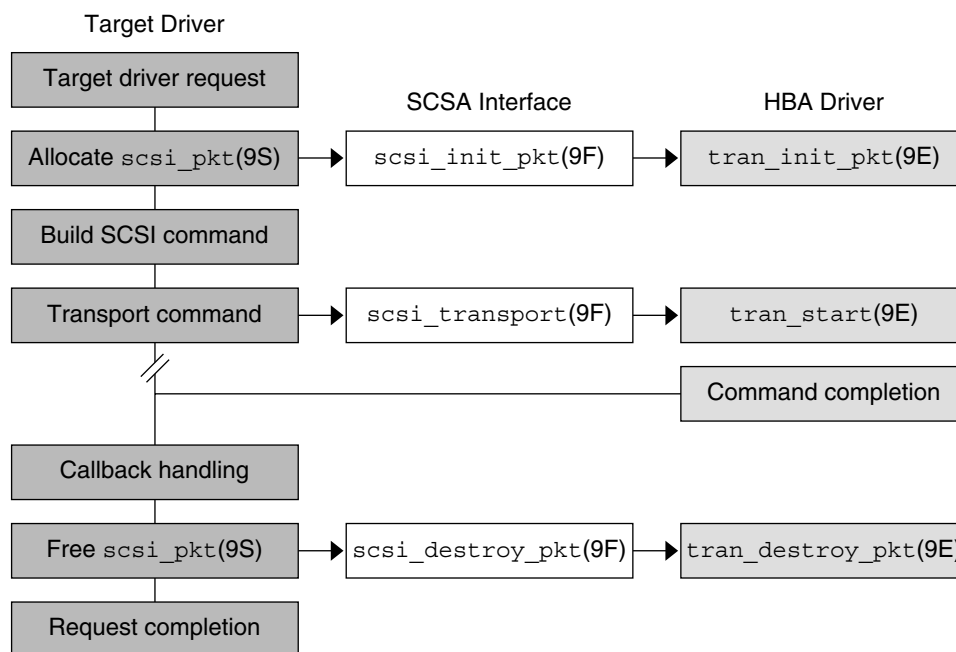 Target Driver
Target driver request
SCSA Interface
HBA Driver
Allocate scsi_pkt(9S)
scsi_init_pkt(9F)
tran_init_pkt(9E)
Build SCSI command
Transport command
scsi_transport(9F)
tran_start(9E)
Command completion
Callback handling
Free scsi_pkt(9S)
scsi_destroy_pkt(9F)
tran_destroy_pkt(9E)
Request completion